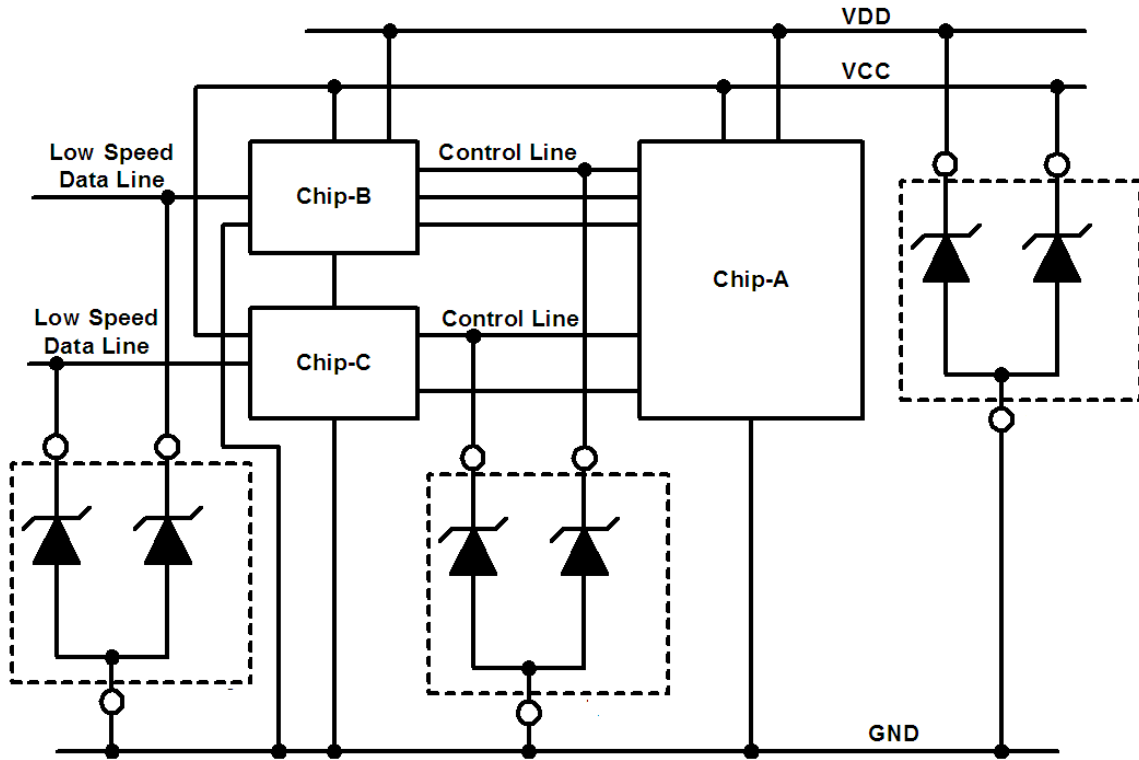 VDD
VCC
Low Speed
Data Line
Control Line
Chip-B
Chip-A
Low Speed
Data Line
Control Line
Chip-C
GND